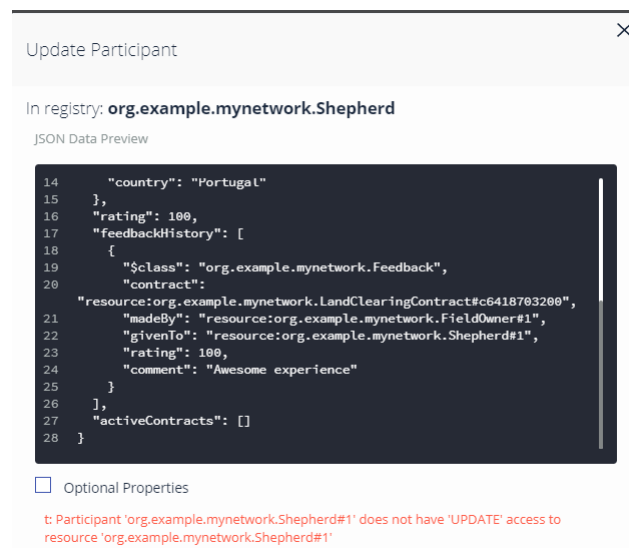 Update Participant
In registry: org.example.mynetwork.Shepherd
JSON Data Preview
14 "country": "Portugal"
15 },
16 "rating": 100,
17 "feedbackHistory": [
18 {
19 "$class": "org.example.mynetwork.Feedback",
20 "contract":
"resource:org.example.mynetwork.LandClearingContract#c6418703200",
21 "madeBy": "resource:org.example.mynetwork.FieldOwner#1",
22 "givenTo": "resource:org.example.mynetwork.Shepherd#1",
23 "rating": 100,
24 "comment": "Awesome experience"
25 }
26 ],
27 "activeContracts": []
28 }
Optional Properties
t: Participant 'org.example.mynetwork.Shepherd#1' does not have 'UPDATE' access to
resource 'org.example.mynetwork.Shepherd#1'